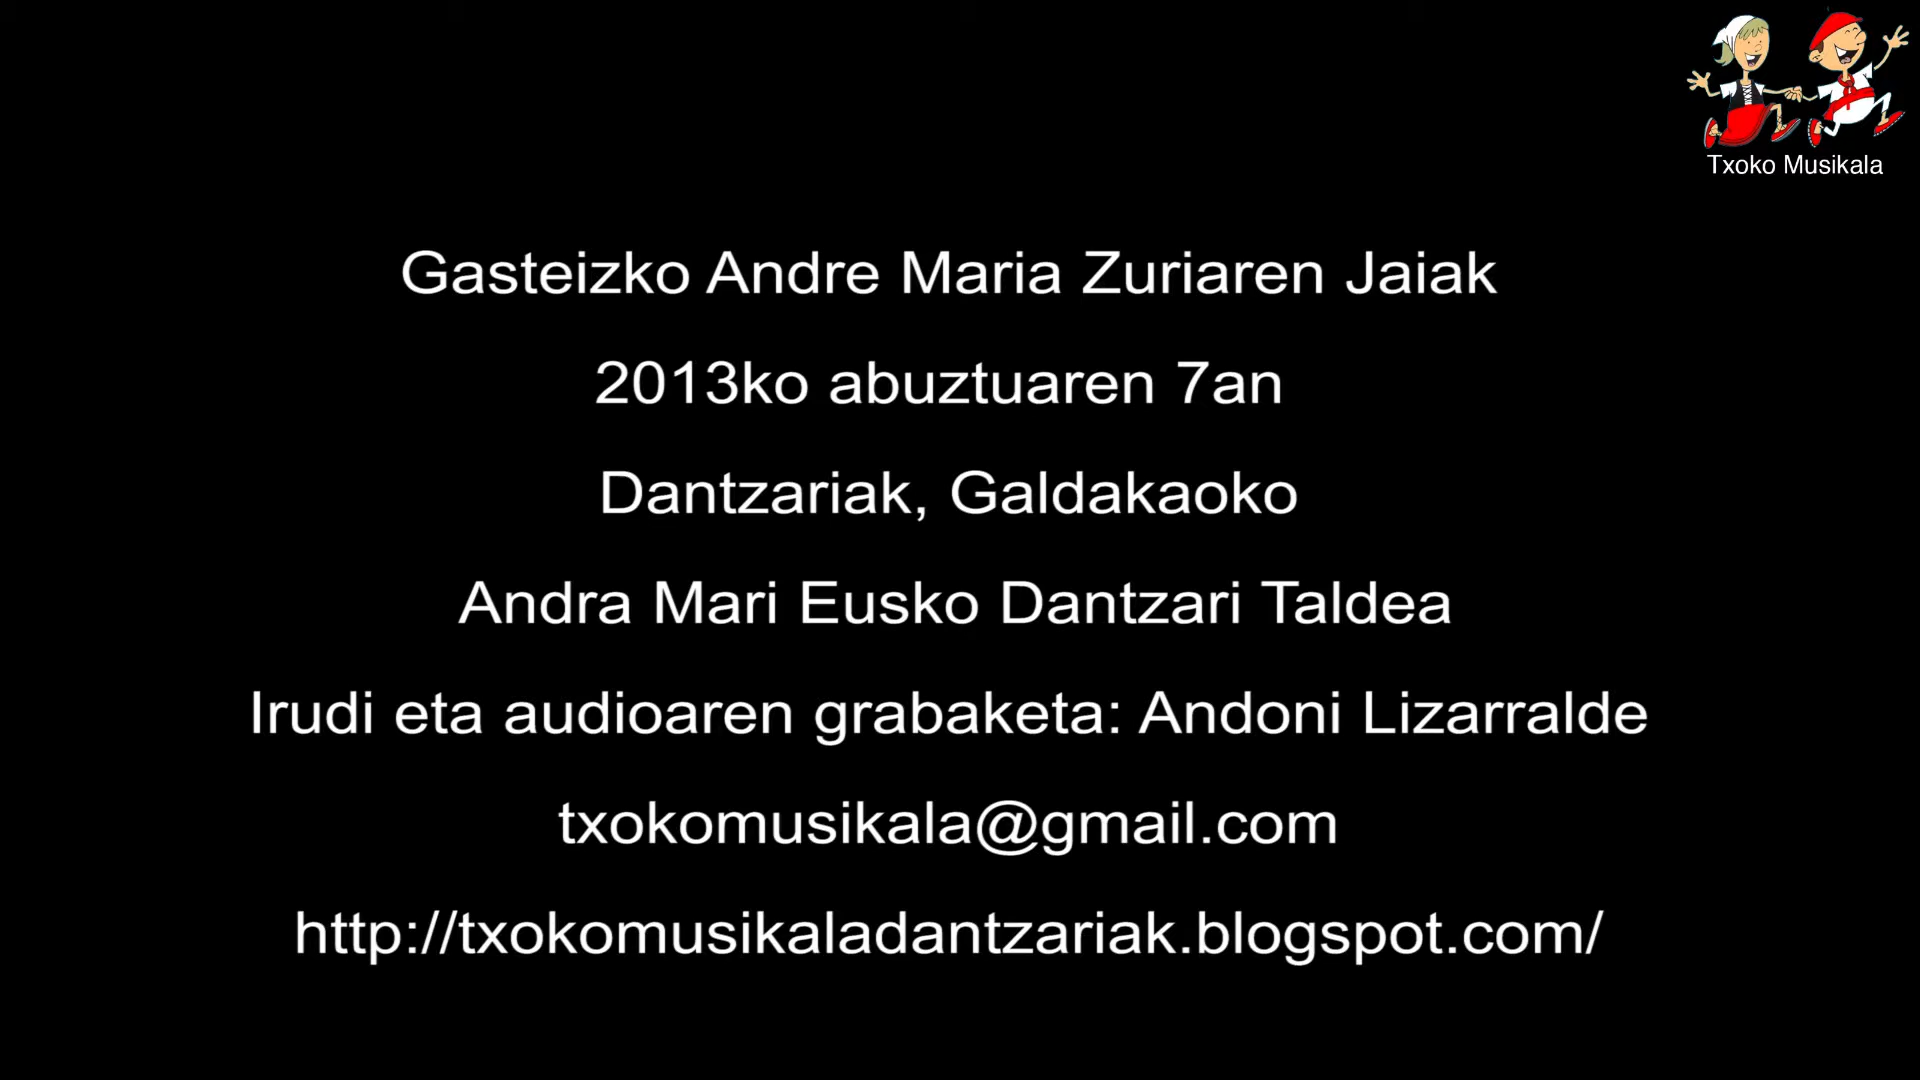 Txoko Musikala
Gasteizko Andre Maria Zuriaren Jaiak
2013ko abuztuaren 7an
Dantzariak, Galdakaoko
Andra Mari Eusko Dantzari Taldea
Irudi eta audioaren grabaketa: Andoni Lizarralde
txokomusikala@gmail.com
http://txokomusikaladantzariak.blogspot.com/